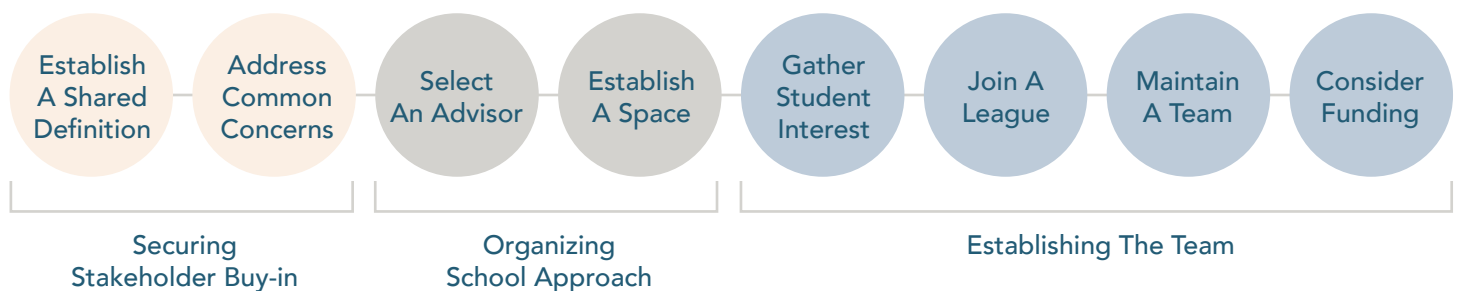 Establish
A Shared
Definition
Address
Common
Concerns
Select
An Advisor
Establish
A Space
Gather
Student
Interest
Join A
League
Maintain
A Team
Consider
Funding
Securing
Stakeholder Buy-in
Organizing
School Approach
Establishing The Team